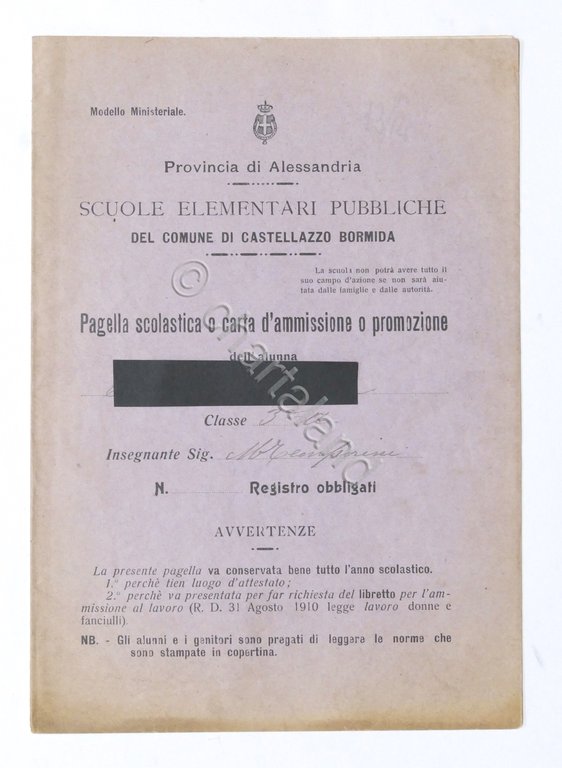 Modello Ministeriale.
Provincia di Alessandria
SCUOLE ELEMENTARI PUBBLICHE
DEL COMUNE DI CASTELLAZZO BORMIDA
La scuola non potrà avere tutto il
suo campo d'azione se non sarà aiu-
tata dalle famiglie e dalle autorità.
Pagella scolastica o carta d'ammissione o promozione
dell'alunna
Classe 3
Insegnante Sig.
N. Registro obbligati
AVVERTENZE
La presente pagella va conservata bene tutto l'anno scolastico.
1.° perchè tien luogo d'attestato;
2.° perchè va presentata per far richiesta del libretto per l'am-
missione al lavoro (R. D. 31 Agosto 1910 legge lavoro donne e
fanciulli).
NB. - Gli alunni e i genitori sono pregati di leggere le norme che
sono stampate in copertina.
© chartaland